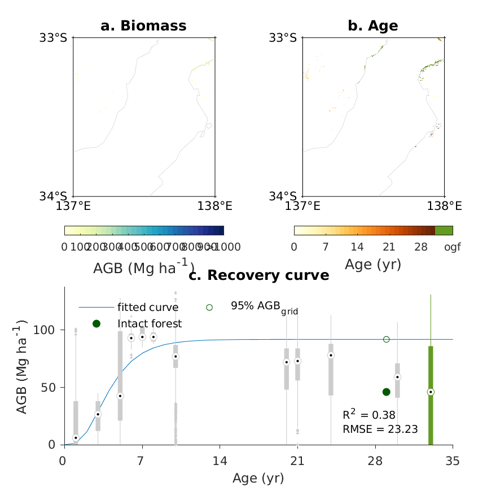 a. Biomass
b. Age
33°S
34°S
137°E
138°E
33°S
34°S
137°E
138°E
0 100 200 300 400 500 600 700 800 900 >1000
AGB (Mg ha-1)
0 7 14 21 28 ogf
Age (yr)
c. Recovery curve
fitted curve
95% AGBgrid
Intact forest
AGB (Mg ha-1)
100
50
0
R2 = 0.38
RMSE = 23.23
0 7 14 21 28 35
Age (yr)